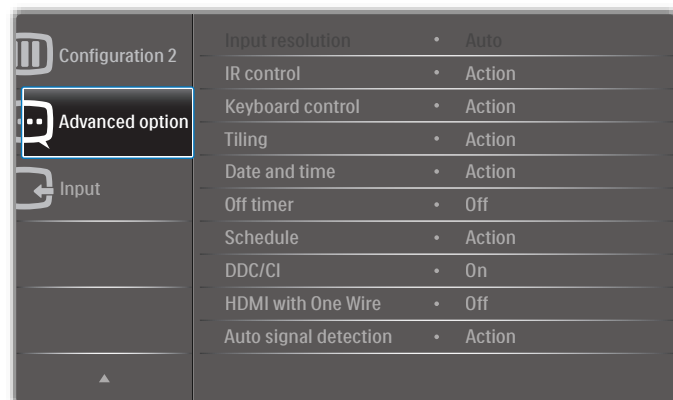 Configuration 2
Advanced option
Input
Input resolution • Auto
IR control • Action
Keyboard control • Action
Tiling • Action
Date and time • Action
Off timer • Off
Schedule • Action
DDC/CI • On
HDMI with One Wire • Off
Auto signal detection • Action